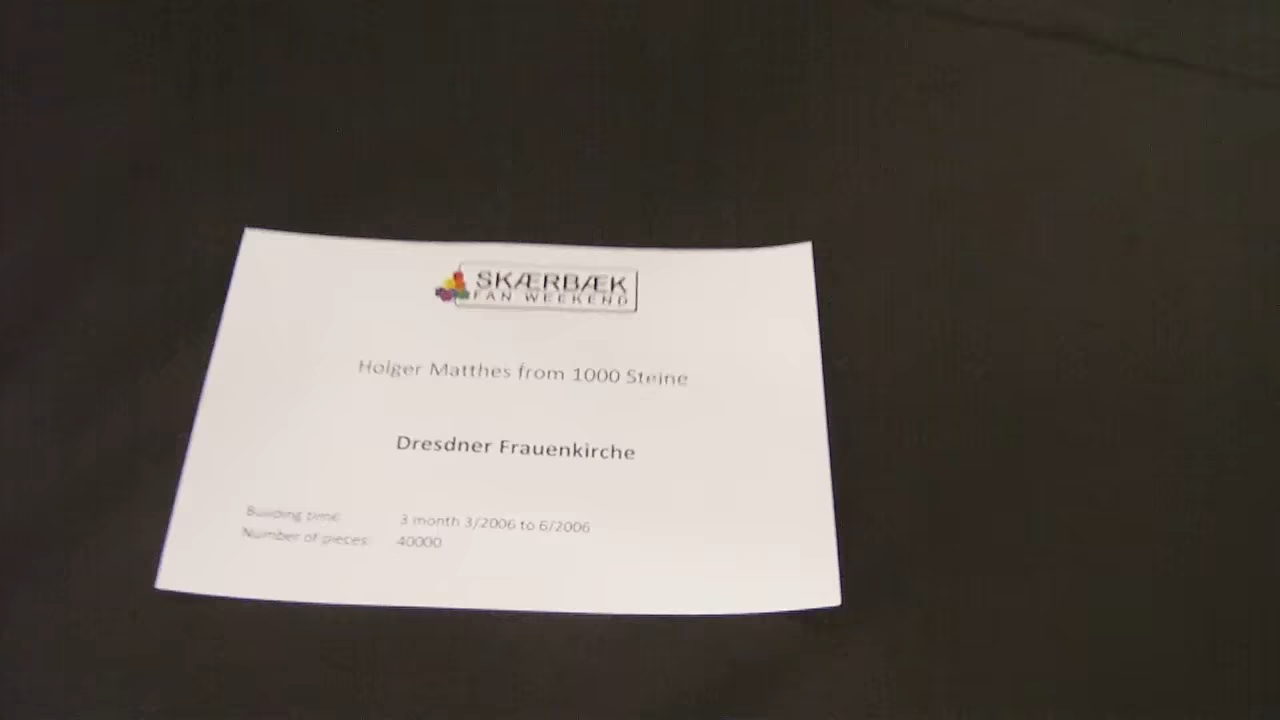 SKÆRBÆK
FAN WEEKEND
Holger Matthes from 1000 Steine
Dresdner Frauenkirche
Building time: 3 month 3/2006 to 6/2006
Number of pieces: 40000